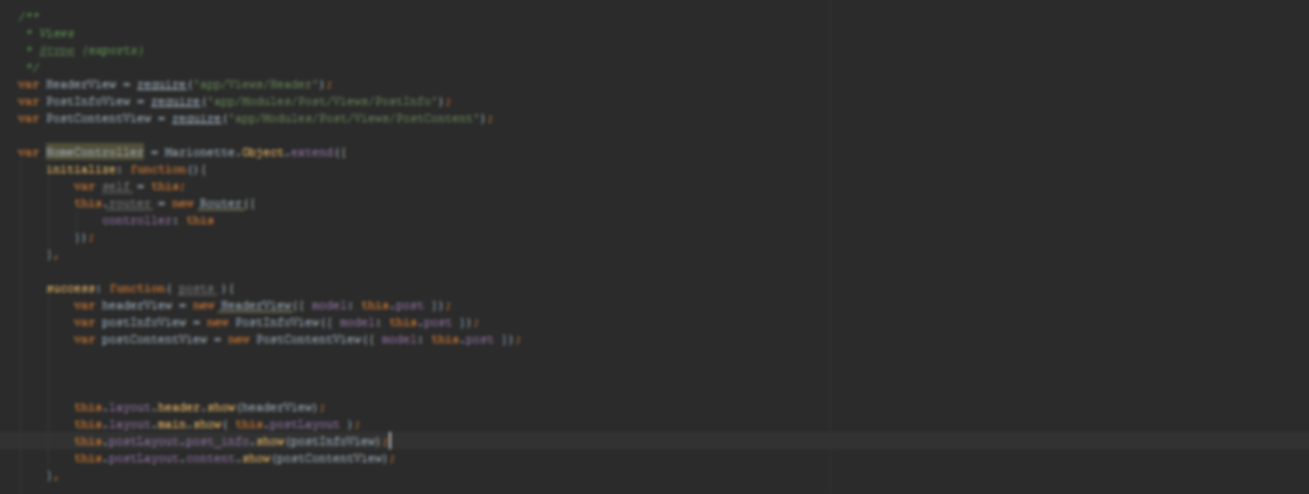 /**
 * Views
 * @type {exports}
 */
var HeaderView = require("app/Views/Header");
var PostInfoView = require("app/Modules/Post/Views/PostInfo");
var PostContentView = require("app/Modules/Post/Views/PostContent");
var HomeController = Marionette.Object.extend({
initialize: function(){
var self = this;
this.router = new Router({
controller: this
});
},
success: function( posts ){
var headerView = new HeaderView({ model: this.post });
var postInfoView = new PostInfoView({ model: this.post });
var postContentView = new PostContentView({ model: this.post });
this.layout.header.show(headerView);
this.layout.main.show( this.postLayout );
this.postLayout.post_info.show(postInfoView);
this.postLayout.content.show(postContentView);
},